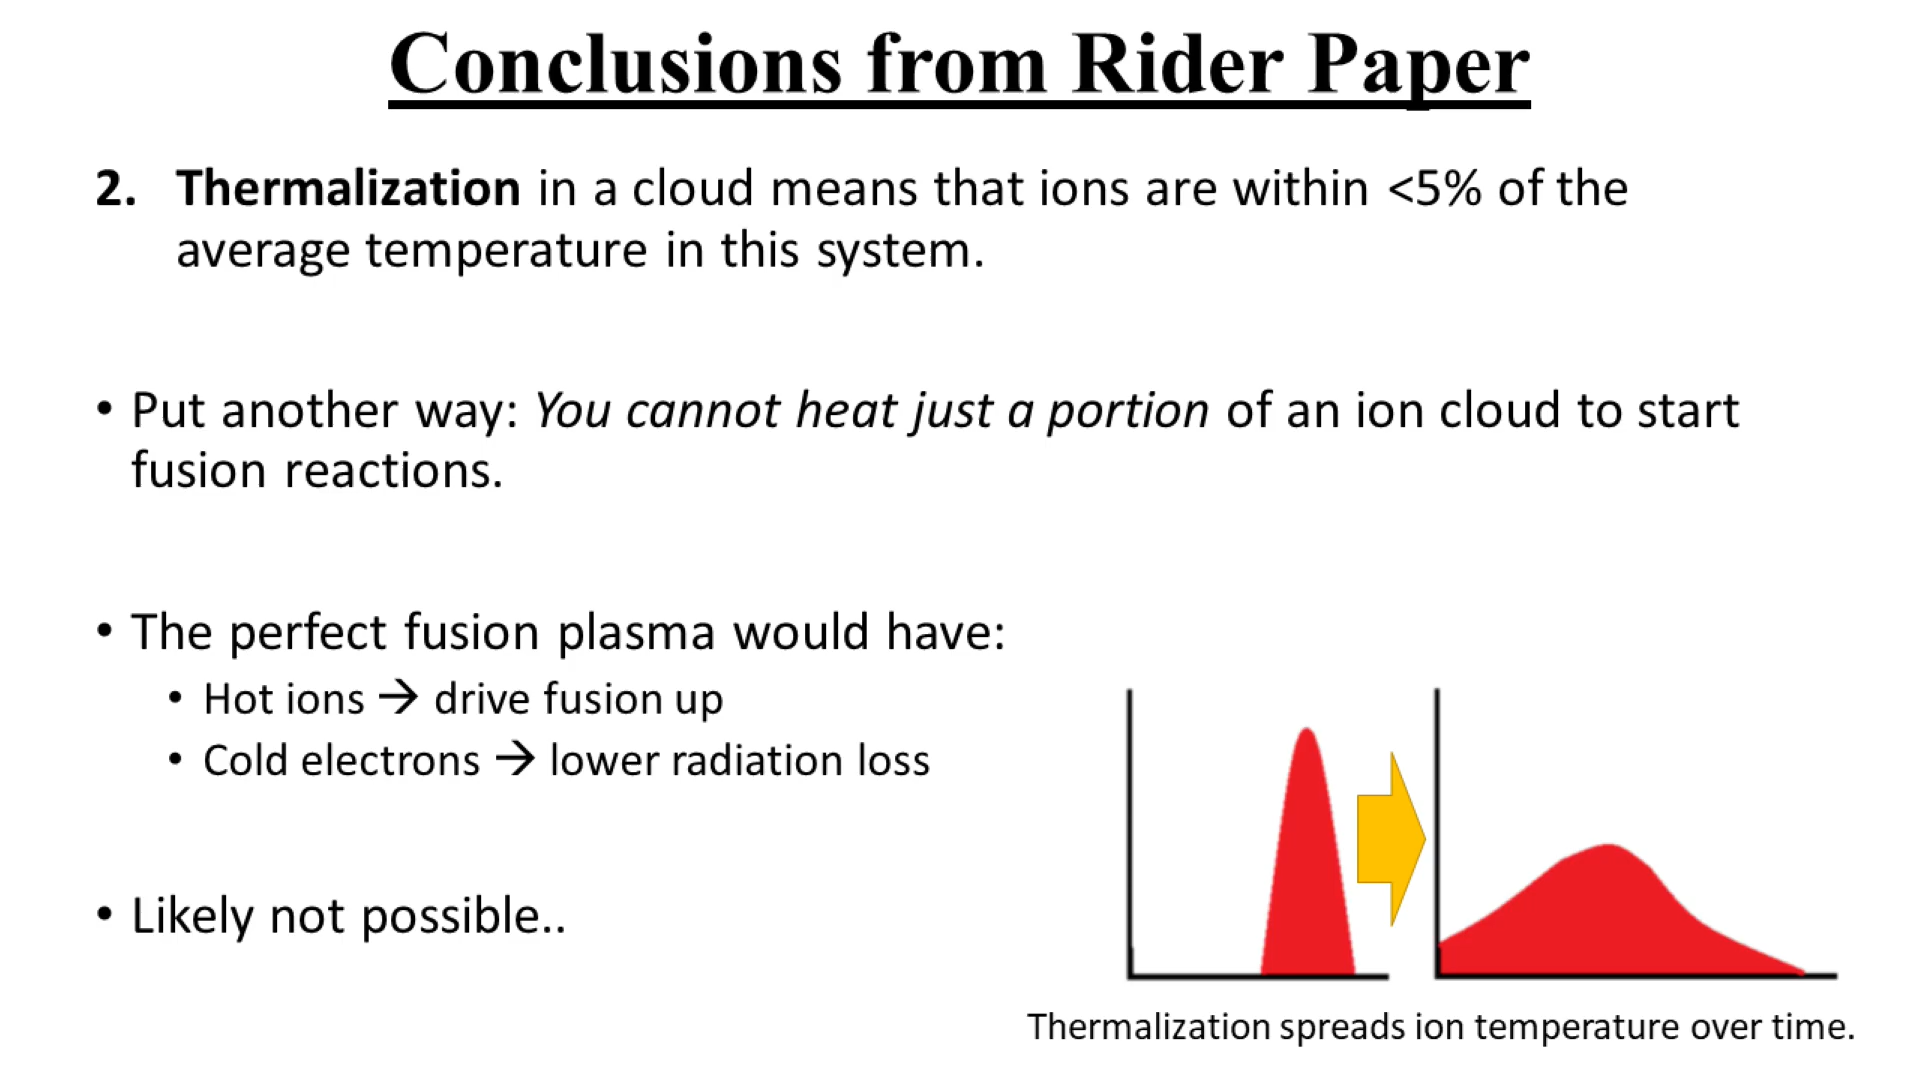 Conclusions from Rider Paper
2. Thermalization in a cloud means that ions are within <5% of the
average temperature in this system.
• Put another way: You cannot heat just a portion of an ion cloud to start
fusion reactions.
• The perfect fusion plasma would have:
• Hot ions → drive fusion up
• Cold electrons → lower radiation loss
• Likely not possible..
Thermalization spreads ion temperature over time.